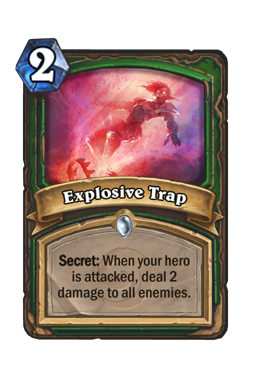 2
Explosive Trap
Secret: When your hero
is attacked, deal 2
damage to all enemies.